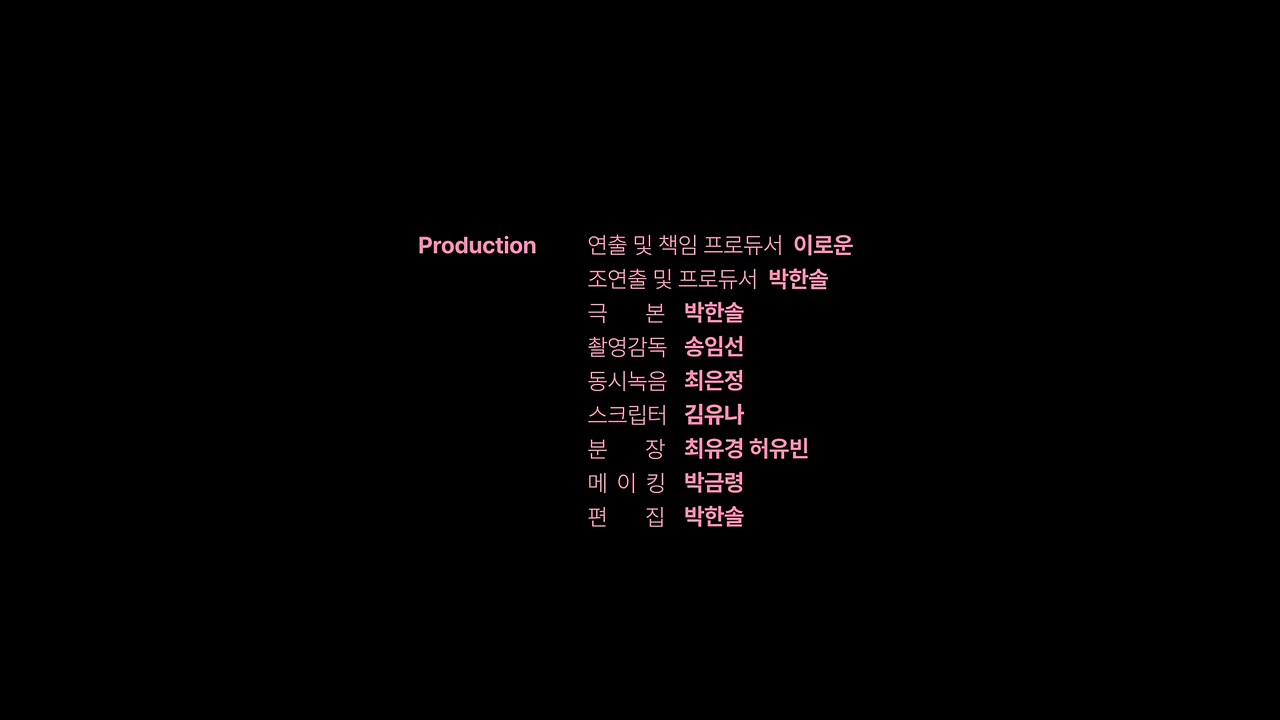 Production 연출 및 책임 프로듀서 이로운
조연출 및 프로듀서 박한솔
극 본 박한솔
촬영감독 송임선
동시녹음 최은정
스크립터 김유나
분 장 최유경 허유빈
메 이 킹 박금령
편 집 박한솔